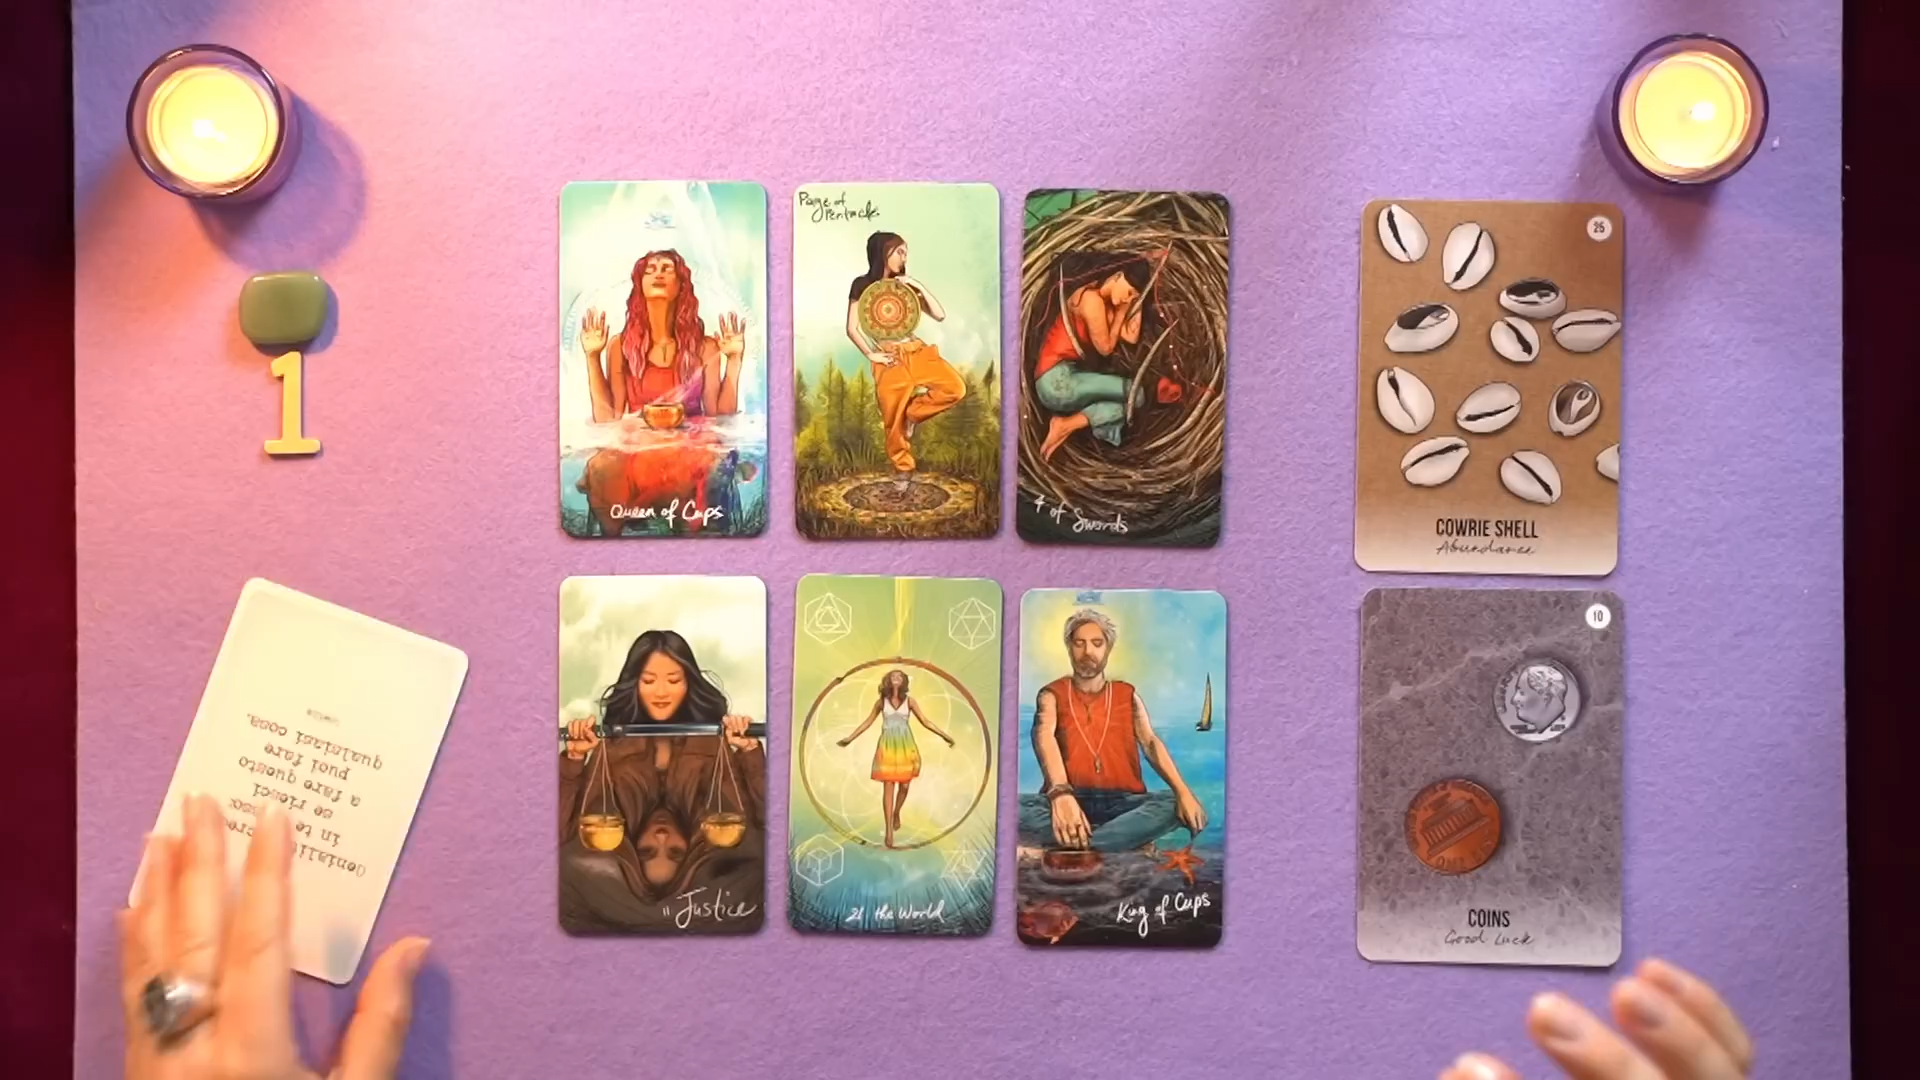 1
Page of
Pentacles
25
Queen of Cups
4 of Swords
COWRIE SHELL
Abundance
in te
se riesci
a fare questo
puoi fare
qualsiasi cosa.
11 Justice
21 the World
King of Cups
10
COINS
Good Luck